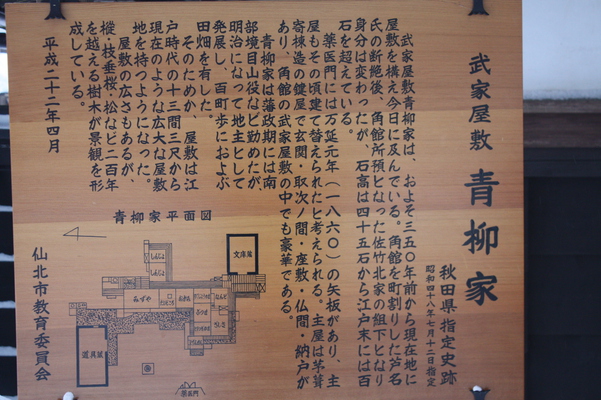 武家屋敷 青柳家
秋田県指定史跡
昭和四十八年七月十二日指定
武家屋敷青柳家は、およそ三五〇年前から現在地に
屋敷を構え今日に及んでいる。角館を町割りした芦名
氏の断絶後、角館所預となった佐竹北家の組下となり
身分は変わったが、石高は四十五石から江戸末には百
石を超えている。
薬医門には万延元年(一八六〇)の矢板があり、主
屋もその頃建て替えられたと考えられる。主屋は茅葺
寄棟造の鍵屋で玄関・取次ノ間・座敷・仏間・納戸が
あり、角館の武家屋敷の中でも豪華である。
青柳家は藩政期には南
部境目山役など勤めたが
明治になって地主として
発展し、百町歩におよぶ
田畑を有した。
そのためか、屋敷は江
戸時代の十三間三尺から
現在のような広大な屋敷
地を持つようになった。
屋敷の広さもあるが、
樅・枝垂桜・松など二百年
を越える樹木が景観を形
成している。
平成二十二年四月
仙北市教育委員会
青柳家平面図
文庫蔵
みずや
道具蔵
薬医門